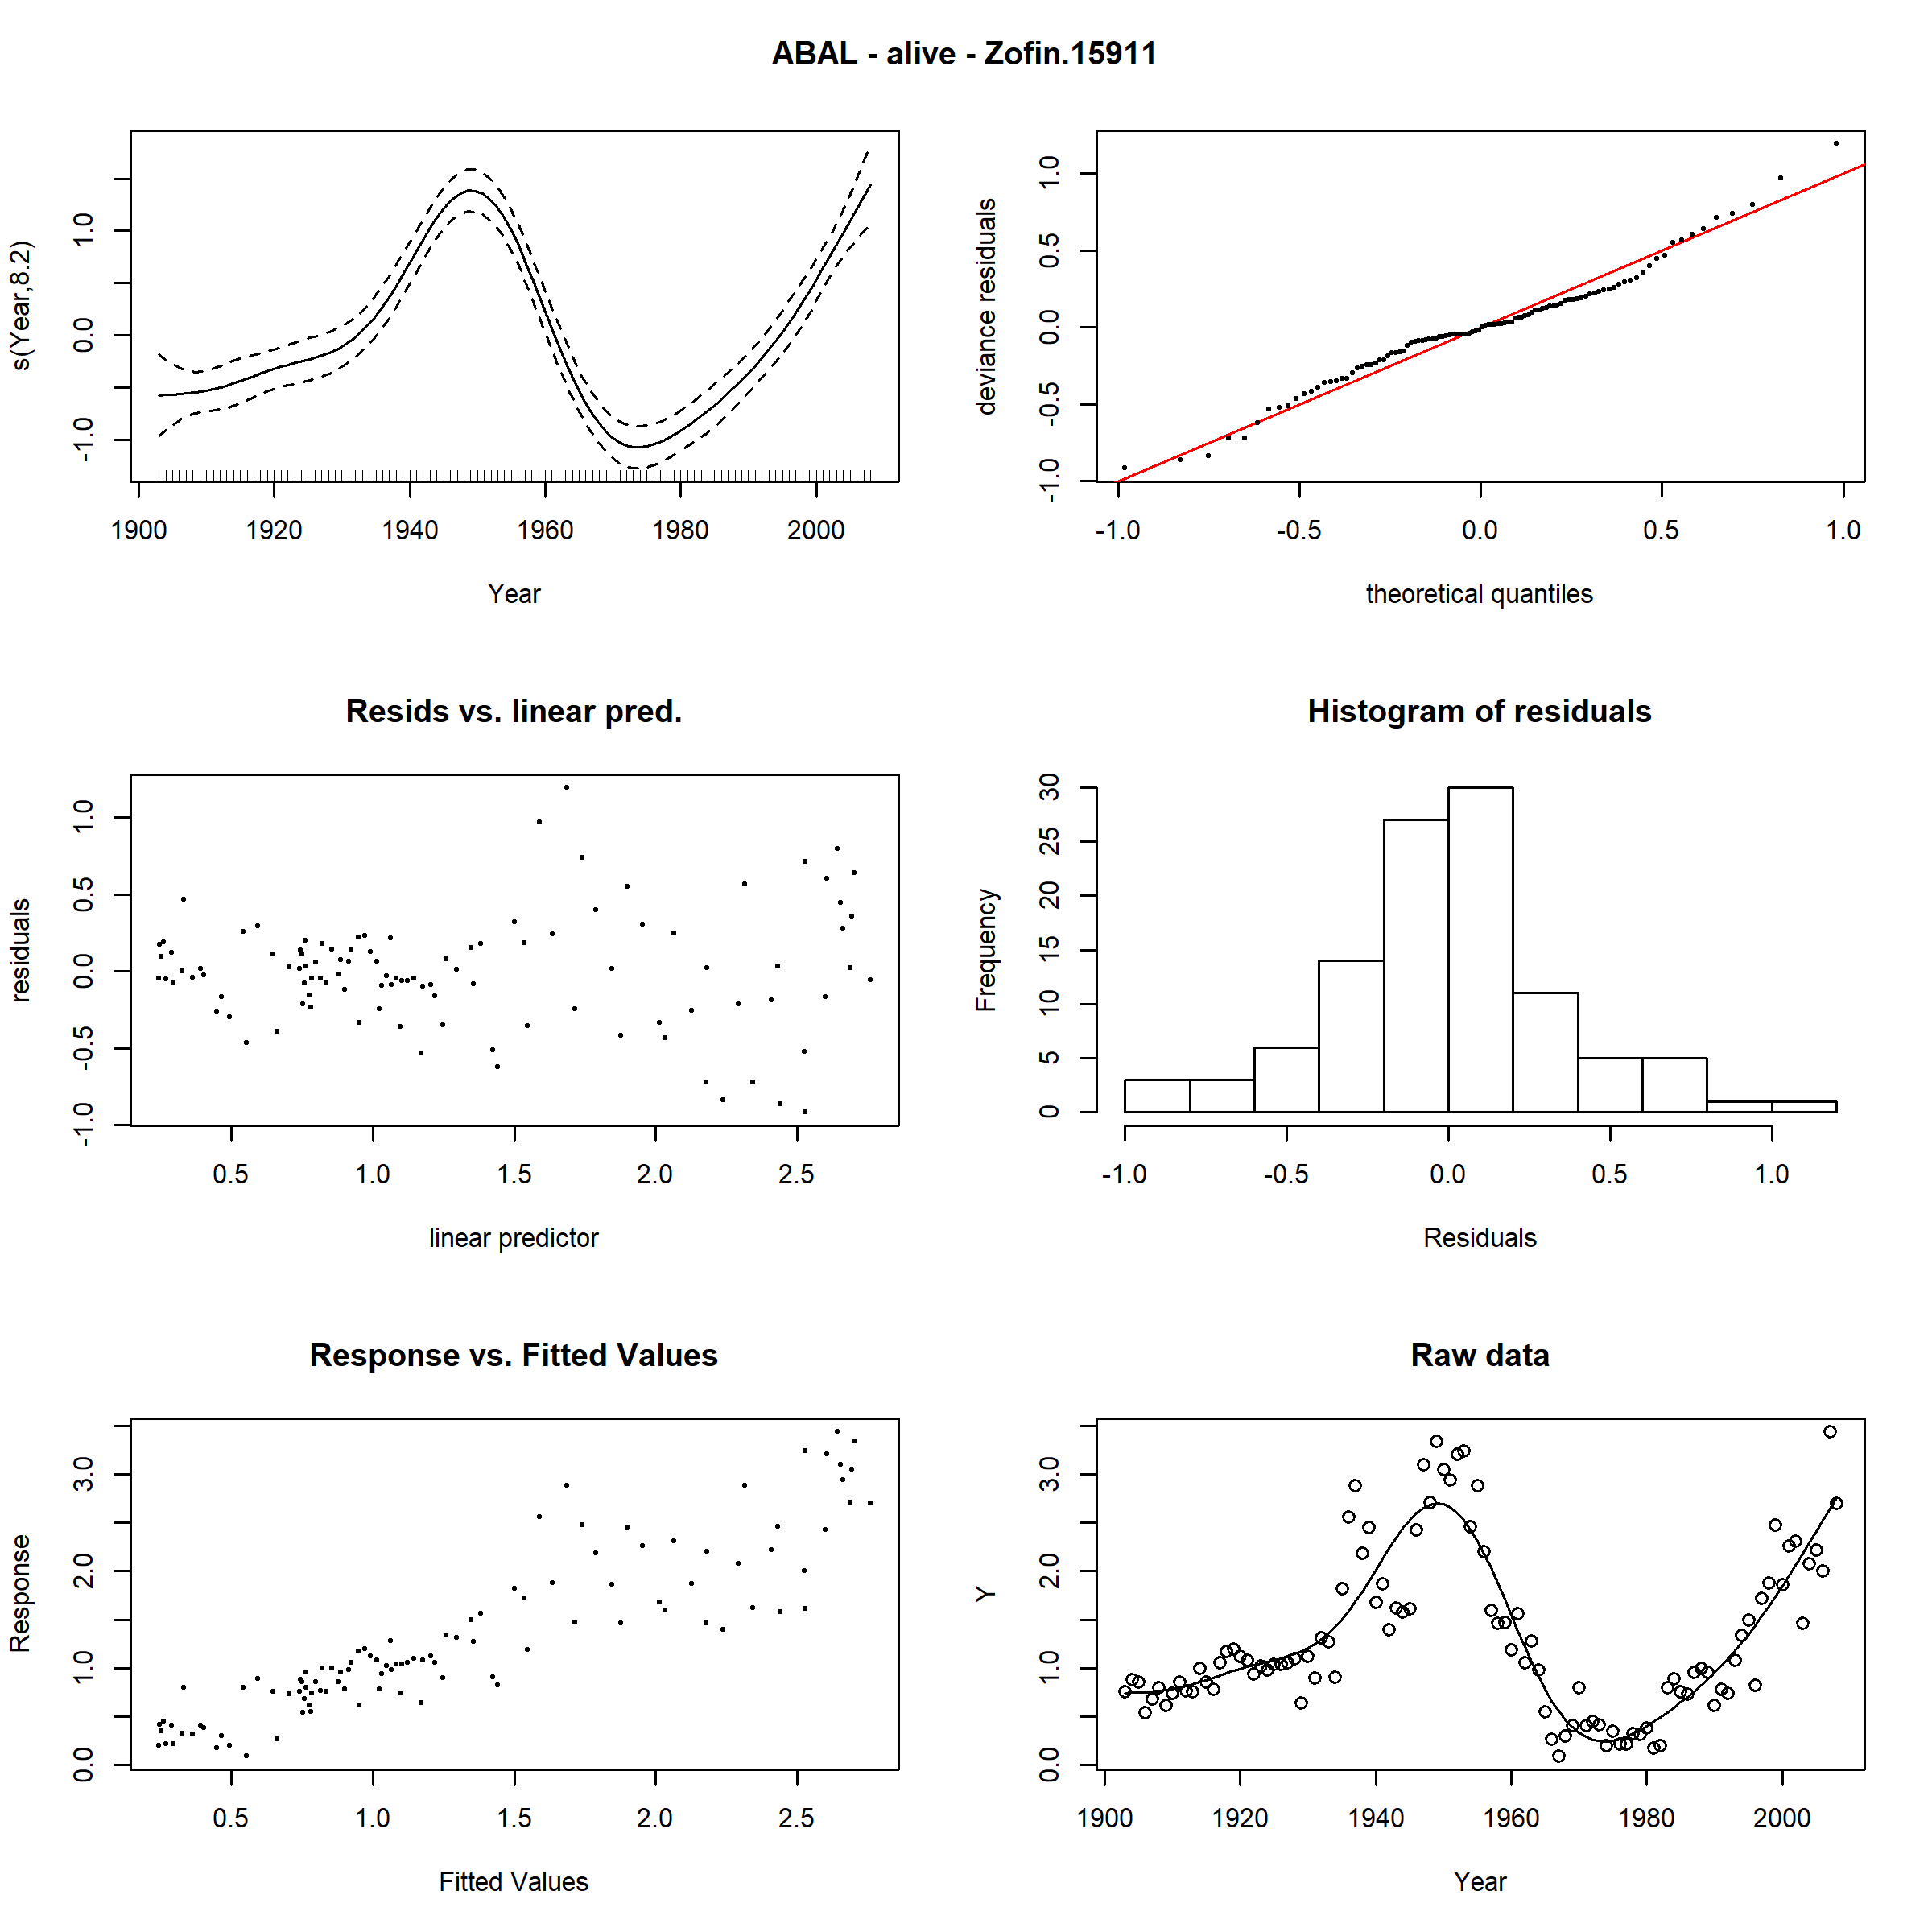 ABAL - alive - Zofin.15911
s(Year,8.2)
-1.0 0.0 1.0
1900 1920 1940 1960 1980 2000
Year
deviance residuals
-1.0 -0.5 0.0 0.5 1.0
-1.0 -0.5 0.0 0.5 1.0
theoretical quantiles
Resids vs. linear pred.
residuals
-1.0 -0.5 0.0 0.5 1.0
0.5 1.0 1.5 2.0 2.5
linear predictor
Histogram of residuals
Frequency
0 5 10 15 20 25 30
-1.0 -0.5 0.0 0.5 1.0
Residuals
Response vs. Fitted Values
Response
0.0 1.0 2.0 3.0
0.5 1.0 1.5 2.0 2.5
Fitted Values
Raw data
Y
0.0 1.0 2.0 3.0
1900 1920 1940 1960 1980 2000
Year